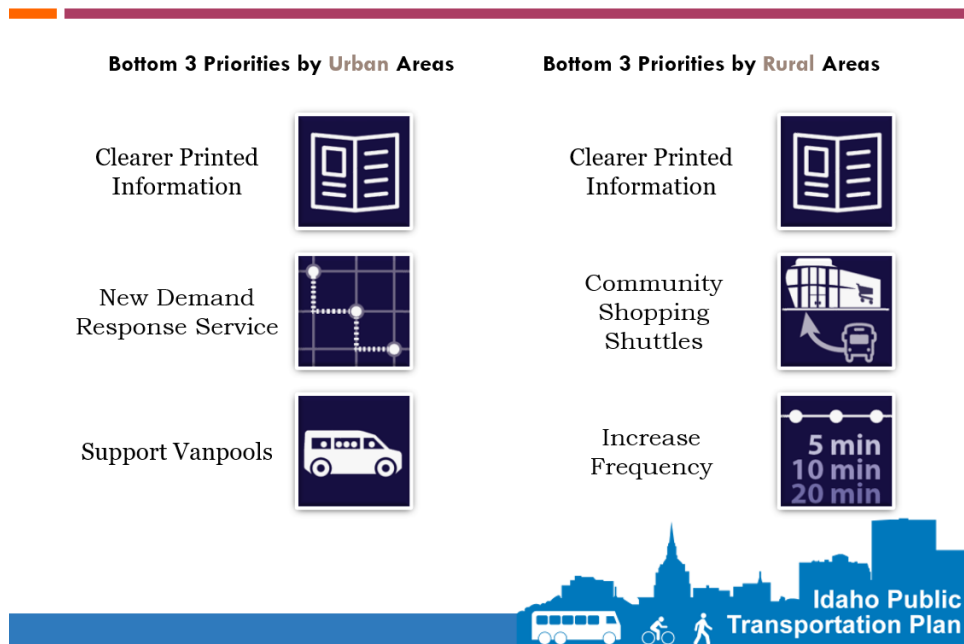 Bottom 3 Priorities by Urban Areas
Clearer Printed
Information
New Demand
Response Service
Support Vanpools
Bottom 3 Priorities by Rural Areas
Clearer Printed
Information
Community
Shopping
Shuttles
Increase
Frequency
5 min
10 min
20 min
Idaho Public
Transportation Plan